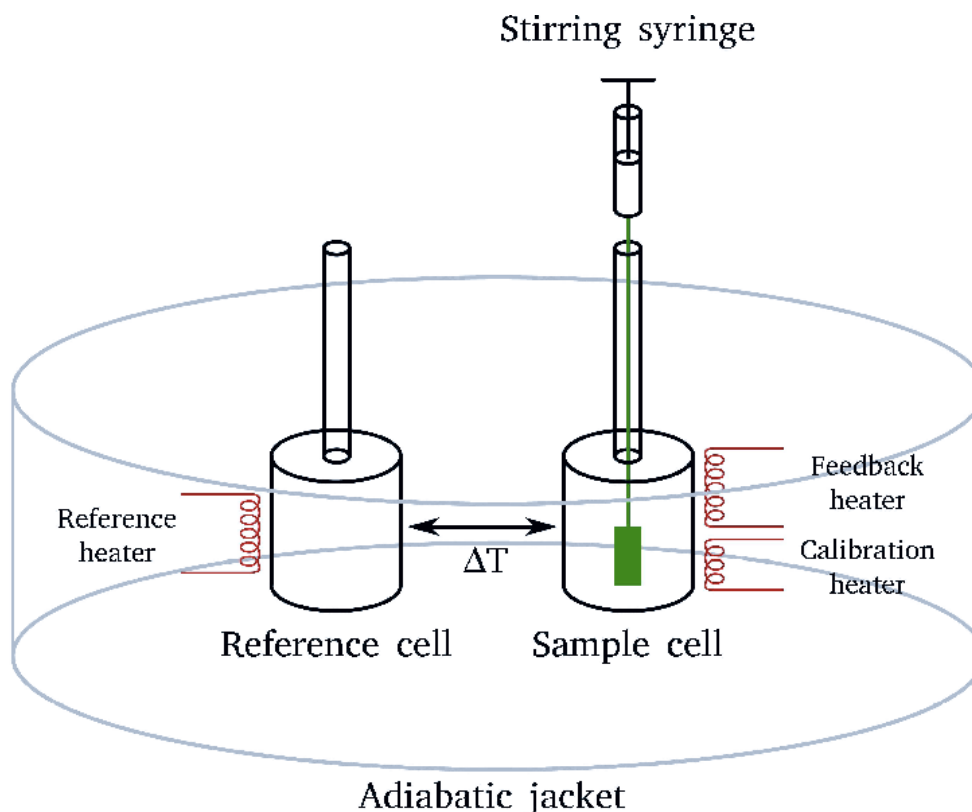 Stirring syringe
Feedback
heater
Reference
heater
Calibration
heater
ΔT
Reference cell
Sample cell
Adiabatic jacket